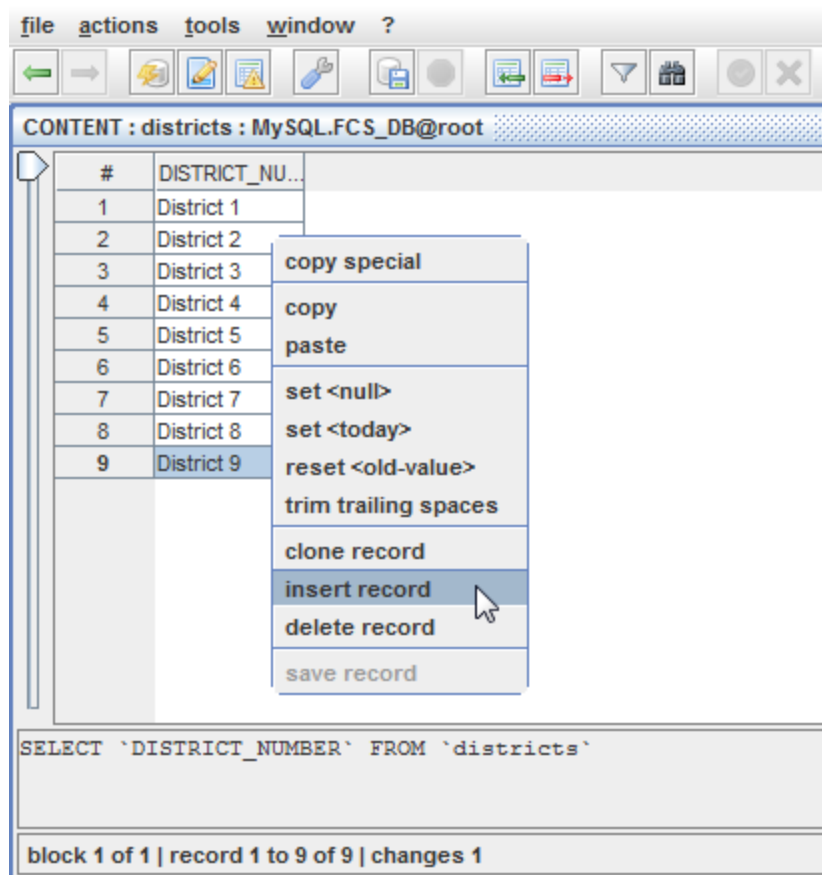 file actions tools window ?
CONTENT : districts : MySQL.FCS_DB@root
# DISTRICT_NU...
1 District 1
2 District 2
3 District 3
4 District 4
5 District 5
6 District 6
7 District 7
8 District 8
9 District 9
copy special
copy
paste
set <null>
set <today>
reset <old-value>
trim trailing spaces
clone record
insert record
delete record
save record
SELECT `DISTRICT_NUMBER` FROM `districts`
block 1 of 1 | record 1 to 9 of 9 | changes 1